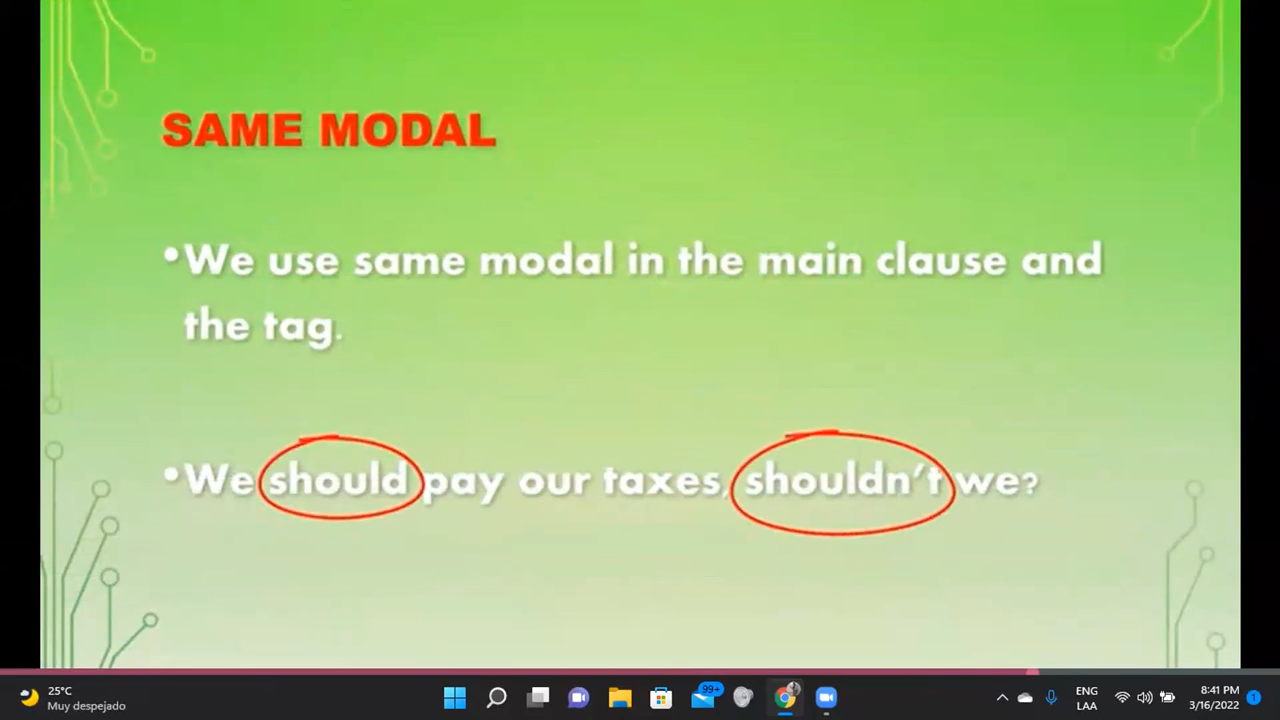 SAME MODAL
•We use same modal in the main clause and
the tag.
•We should pay our taxes, shouldn't we?
25°C
Muy despejado
99+
ENG
LAA
8:41 PM
3/16/2022
1